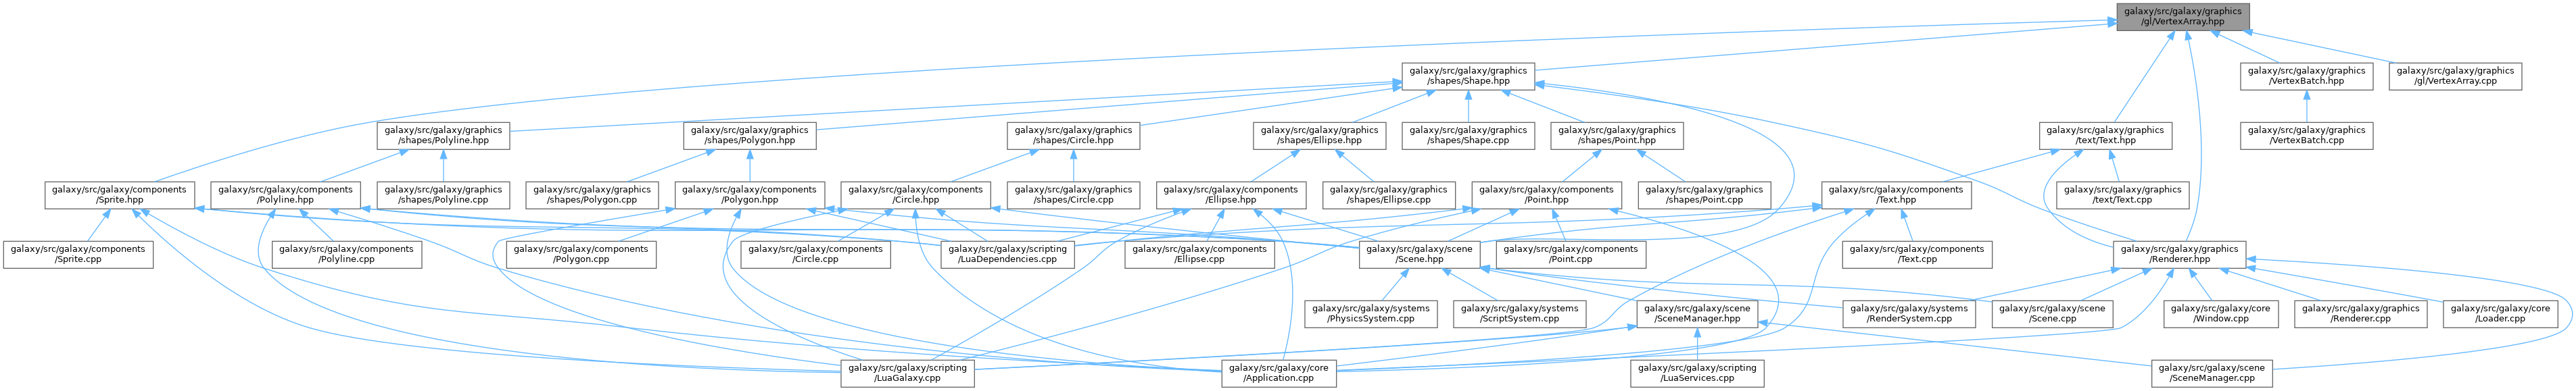 galaxy/src/galaxy/graphics
/gl/VertexArray.hpp
galaxy/src/galaxy/graphics
/shapes/Shape.hpp
galaxy/src/galaxy/graphics
/VertexBatch.hpp
galaxy/src/galaxy/graphics
/gl/VertexArray.cpp
galaxy/src/galaxy/graphics
/shapes/Polyline.hpp
galaxy/src/galaxy/graphics
/shapes/Polygon.hpp
galaxy/src/galaxy/graphics
/shapes/Circle.hpp
galaxy/src/galaxy/graphics
/shapes/Ellipse.hpp
galaxy/src/galaxy/graphics
/shapes/Shape.cpp
galaxy/src/galaxy/graphics
/shapes/Point.hpp
galaxy/src/galaxy/graphics
/text/Text.hpp
galaxy/src/galaxy/graphics
/VertexBatch.cpp
galaxy/src/galaxy/components
/Sprite.hpp
galaxy/src/galaxy/components
/Polyline.hpp
galaxy/src/galaxy/graphics
/shapes/Polyline.cpp
galaxy/src/galaxy/graphics
/shapes/Polygon.cpp
galaxy/src/galaxy/components
/Polygon.hpp
galaxy/src/galaxy/components
/Circle.hpp
galaxy/src/galaxy/graphics
/shapes/Circle.cpp
galaxy/src/galaxy/components
/Ellipse.hpp
galaxy/src/galaxy/graphics
/shapes/Ellipse.cpp
galaxy/src/galaxy/components
/Point.hpp
galaxy/src/galaxy/graphics
/shapes/Point.cpp
galaxy/src/galaxy/components
/Text.hpp
galaxy/src/galaxy/graphics
/text/Text.cpp
galaxy/src/galaxy/components
/Sprite.cpp
galaxy/src/galaxy/components
/Polyline.cpp
galaxy/src/galaxy/components
/Polygon.cpp
galaxy/src/galaxy/components
/Circle.cpp
galaxy/src/galaxy/scripting
/LuaDependencies.cpp
galaxy/src/galaxy/components
/Ellipse.cpp
galaxy/src/galaxy/scene
/Scene.hpp
galaxy/src/galaxy/components
/Point.cpp
galaxy/src/galaxy/components
/Text.cpp
galaxy/src/galaxy/graphics
/Renderer.hpp
galaxy/src/galaxy/systems
/PhysicsSystem.cpp
galaxy/src/galaxy/systems
/ScriptSystem.cpp
galaxy/src/galaxy/scene
/SceneManager.hpp
galaxy/src/galaxy/systems
/RenderSystem.cpp
galaxy/src/galaxy/scene
/Scene.cpp
galaxy/src/galaxy/core
/Window.cpp
galaxy/src/galaxy/graphics
/Renderer.cpp
galaxy/src/galaxy/core
/Loader.cpp
galaxy/src/galaxy/scripting
/LuaGalaxy.cpp
galaxy/src/galaxy/core
/Application.cpp
galaxy/src/galaxy/scripting
/LuaServices.cpp
galaxy/src/galaxy/scene
/SceneManager.cpp